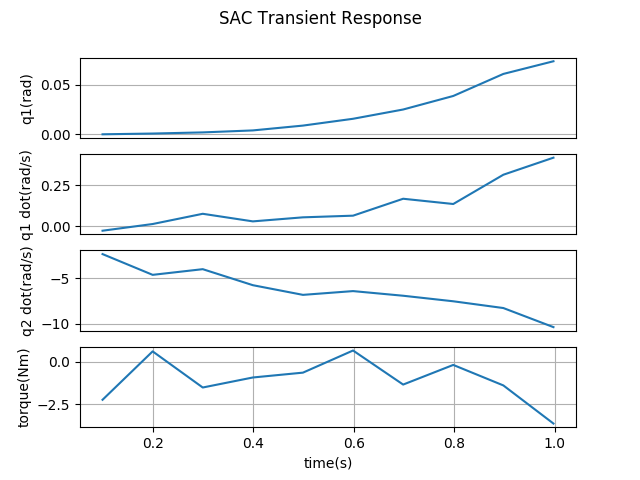 SAC Transient Response
q1(rad)
0.05
0.00
q1 dot(rad/s)
0.25
0.00
q2 dot(rad/s)
−5
−10
torque(Nm)
0.0
−2.5
0.2 0.4 0.6 0.8 1.0
time(s)